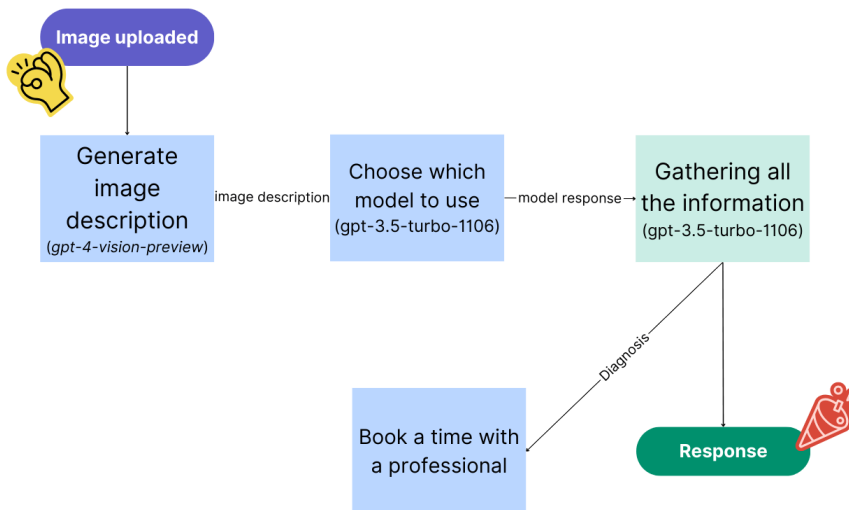 Image uploaded
Generate
image
description
(gpt-4-vision-preview)
image description
Choose which
model to use
(gpt-3.5-turbo-1106)
model response
Gathering all
the information
(gpt-3.5-turbo-1106)
Diagnosis
Book a time with
a professional
Response